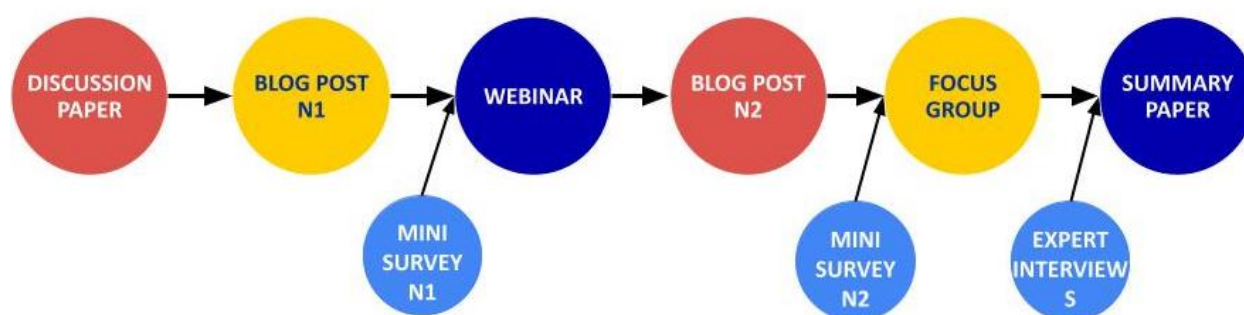 DISCUSSION
PAPER
BLOG POST
N1
WEBINAR
BLOG POST
N2
FOCUS
GROUP
SUMMARY
PAPER
MINI
SURVEY
N1
MINI
SURVEY
N2
EXPERT
INTERVIEW
S